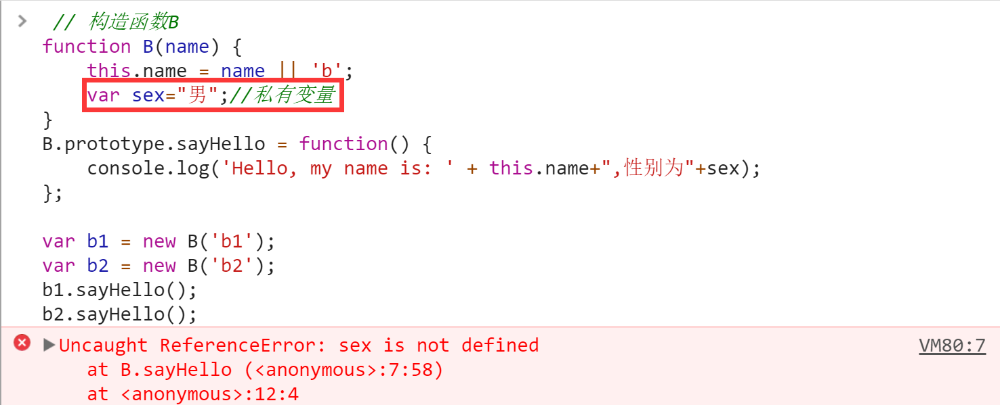 // 构造函数B
function B(name) {
    this.name = name || 'b';
    var sex="男";//私有变量
}
B.prototype.sayHello = function() {
    console.log('Hello, my name is: ' + this.name+",性别为"+sex);
};

var b1 = new B('b1');
var b2 = new B('b2');
b1.sayHello();
b2.sayHello();
Uncaught ReferenceError: sex is not defined VM80:7
    at B.sayHello (<anonymous>:7:58)
    at <anonymous>:12:4